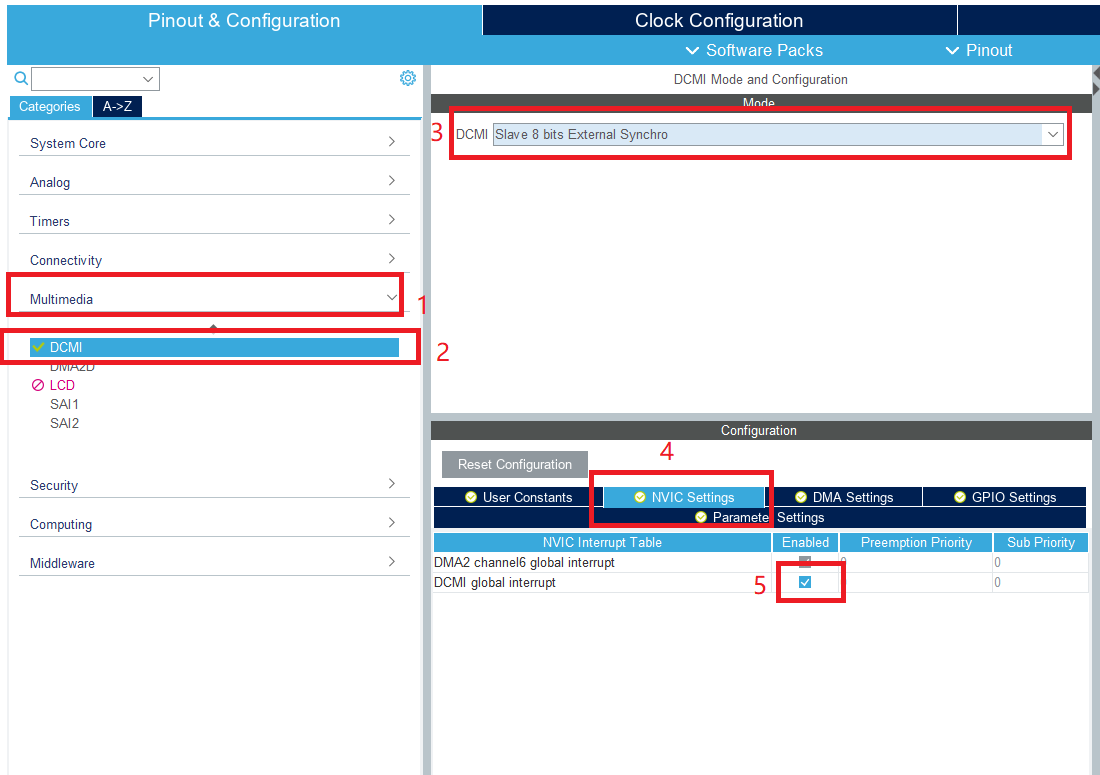 Pinout & Configuration
Clock Configuration
Software Packs
Pinout
Categories
A->Z
System Core
Analog
Timers
Connectivity
Multimedia
1
DCMI
2
DMA2D
LCD
SAI1
SAI2
Security
Computing
Middleware
DCMI Mode and Configuration
Mode
3
DCMI
Slave 8 bits External Synchro
Configuration
4
Reset Configuration
User Constants
NVIC Settings
DMA Settings
GPIO Settings
Parameter Settings
NVIC Interrupt Table
Enabled
Preemption Priority
Sub Priority
DMA2 channel6 global interrupt
0
0
DCMI global interrupt
5
0